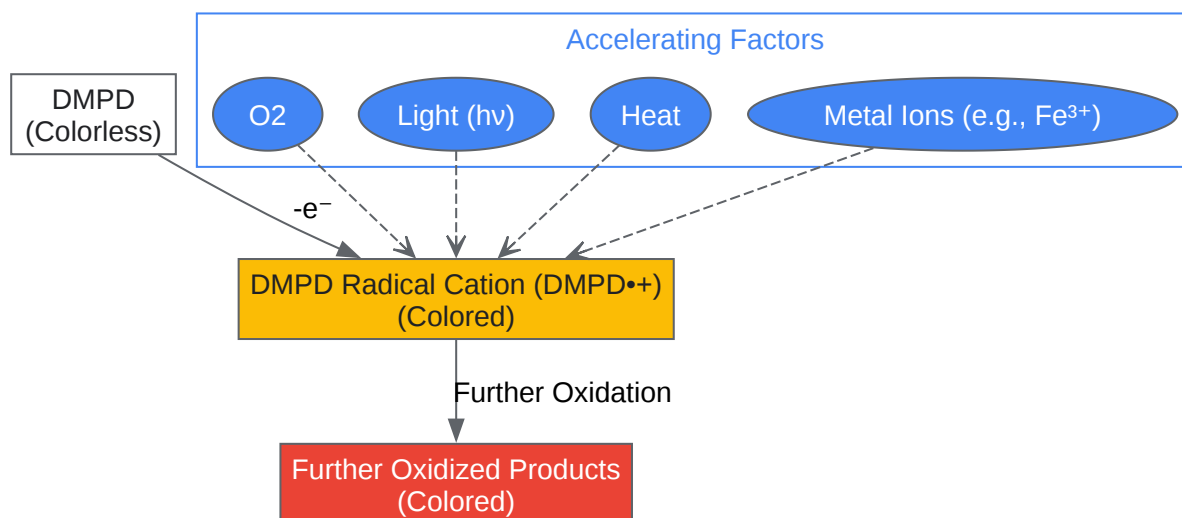 Accelerating Factors
DMPD
(Colorless)
O2
Light (hν)
Heat
Metal Ions (e.g., Fe³⁺)
-e⁻
DMPD Radical Cation (DMPD•+)
(Colored)
Further Oxidation
Further Oxidized Products
(Colored)